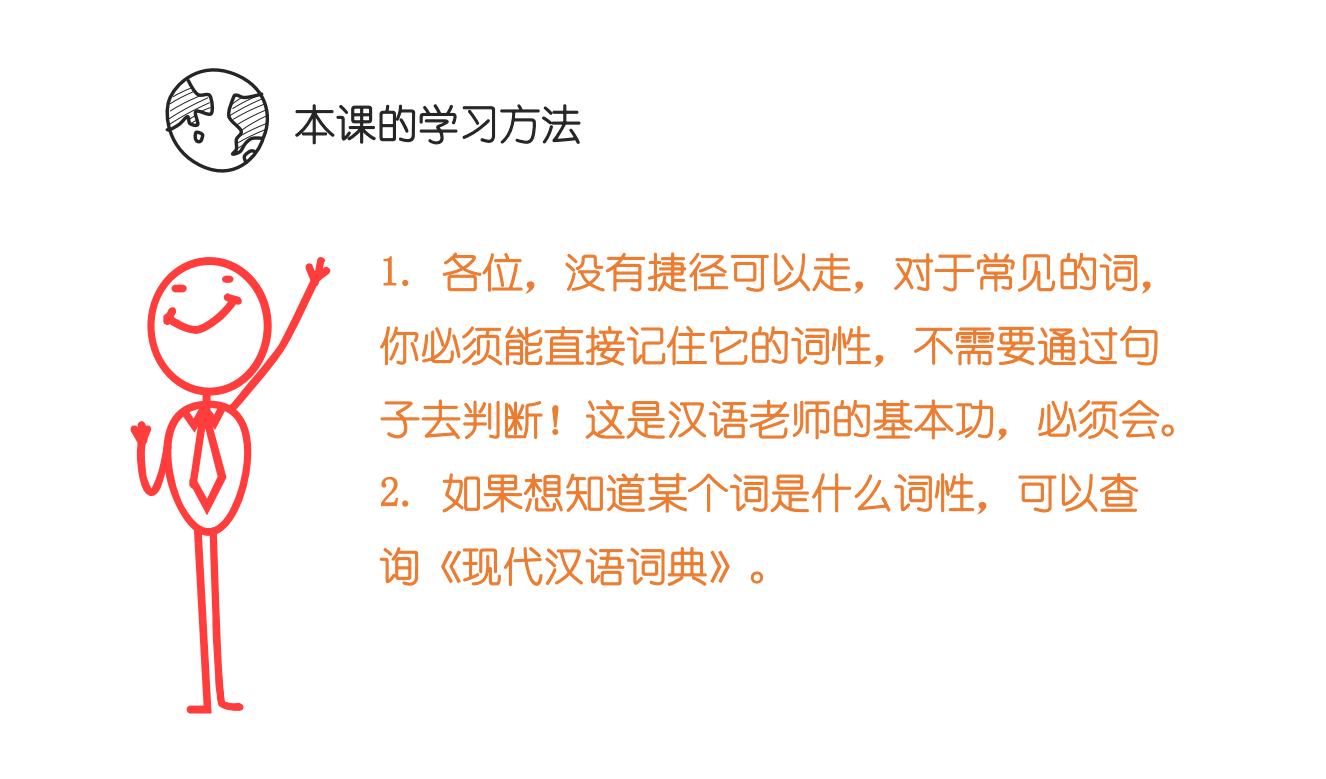 本课的学习方法
1. 各位，没有捷径可以走，对于常见的词，
你必须能直接记住它的词性，不需要通过句
子去判断！这是汉语老师的基本功，必须会。
2. 如果想知道某个词是什么词性，可以查
询《现代汉语词典》。